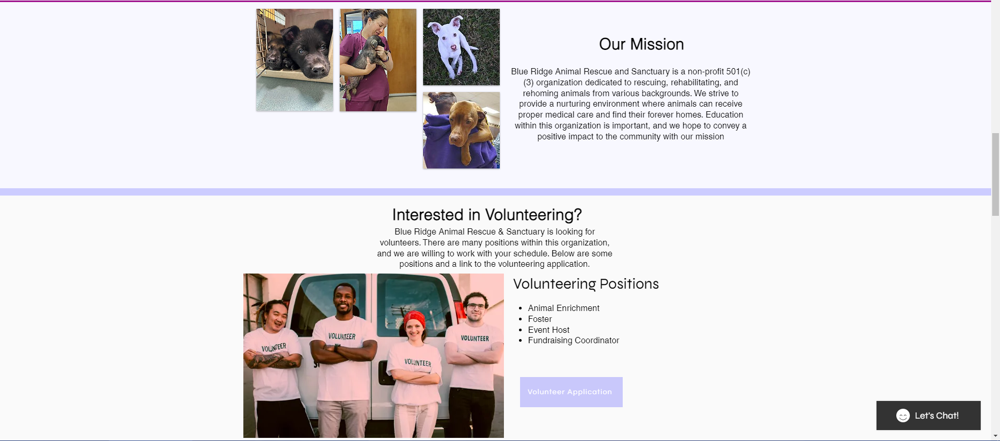 Our Mission
Blue Ridge Animal Rescue and Sanctuary is a non-profit 501(c)
(3) organization dedicated to rescuing, rehabilitating, and
rehoming animals from various backgrounds. We strive to
provide a nurturing environment where animals can receive
proper medical care and find their forever homes. Education
within this organization is important, and we hope to convey a
positive impact to the community with our mission
Interested in Volunteering?
Blue Ridge Animal Rescue & Sanctuary is looking for
volunteers. There are many positions within this organization,
and we are willing to work with your schedule. Below are some
positions and a link to the volunteering application.
VOLUNTEER
VOLUNTEER
VOLUNTEER
VOLUNTEER
Volunteering Positions
• Animal Enrichment
• Foster
• Event Host
• Fundraising Coordinator
Volunteer Application
Let's Chat!